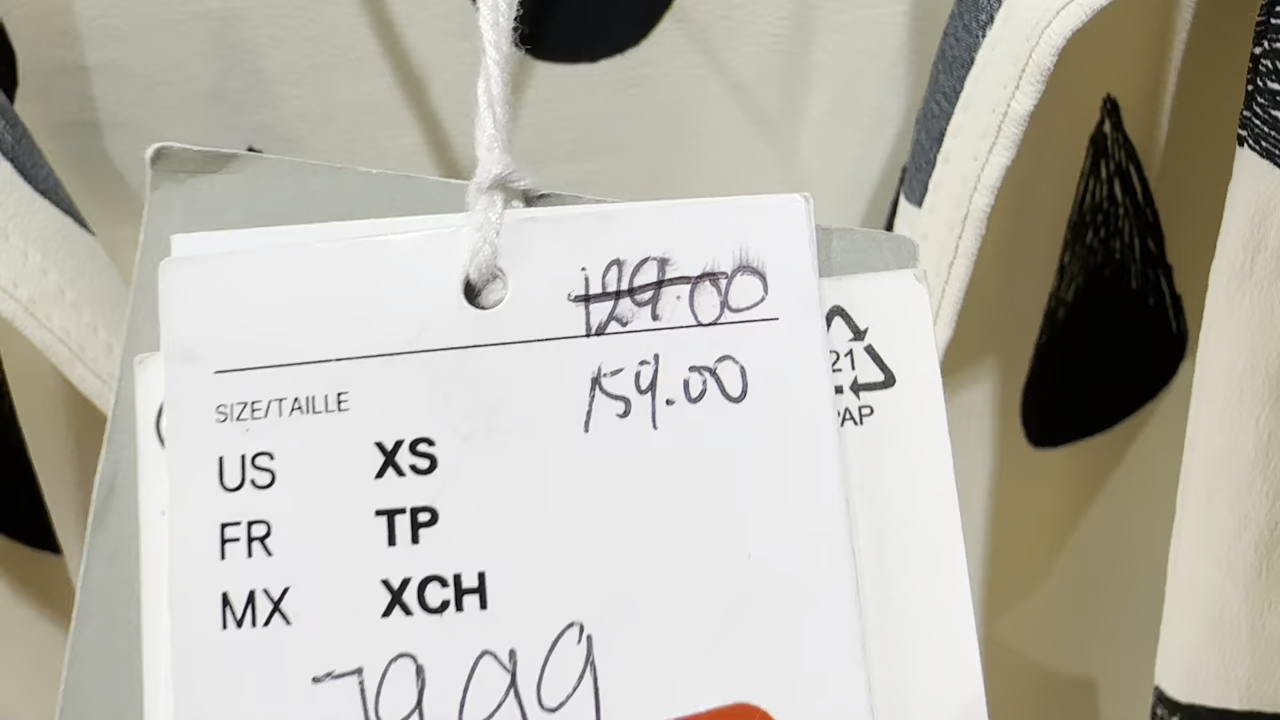 129.00
159.00
SIZE/TAILLE
US XS
FR TP
MX XCH
79 99
21
PAP